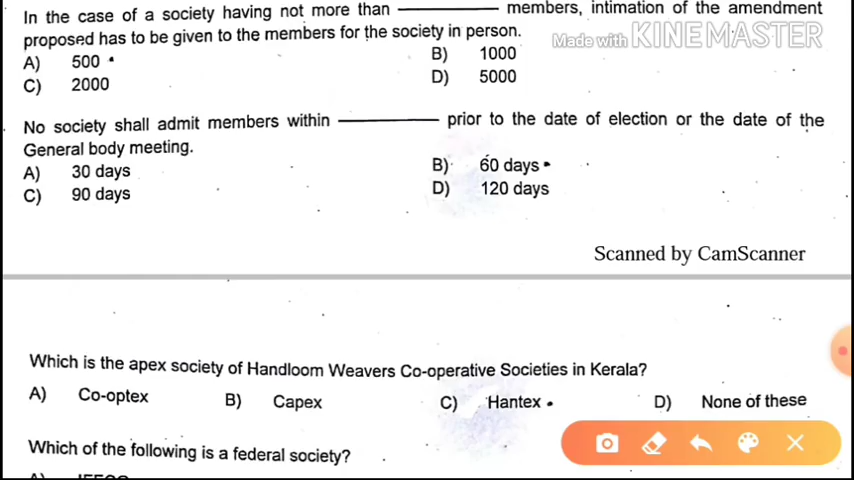 In the case of a society having not more than __________ members, intimation of the amendment
proposed has to be given to the members for the society in person.
Made with KINEMASTER
A) 500 B) 1000
C) 2000 D) 5000
No society shall admit members within __________ prior to the date of election or the date of the
General body meeting.
A) 30 days B) 60 days
C) 90 days D) 120 days
Scanned by CamScanner
Which is the apex society of Handloom Weavers Co-operative Societies in Kerala?
A) Co-optex B) Capex C) Hantex D) None of these
Which of the following is a federal society?